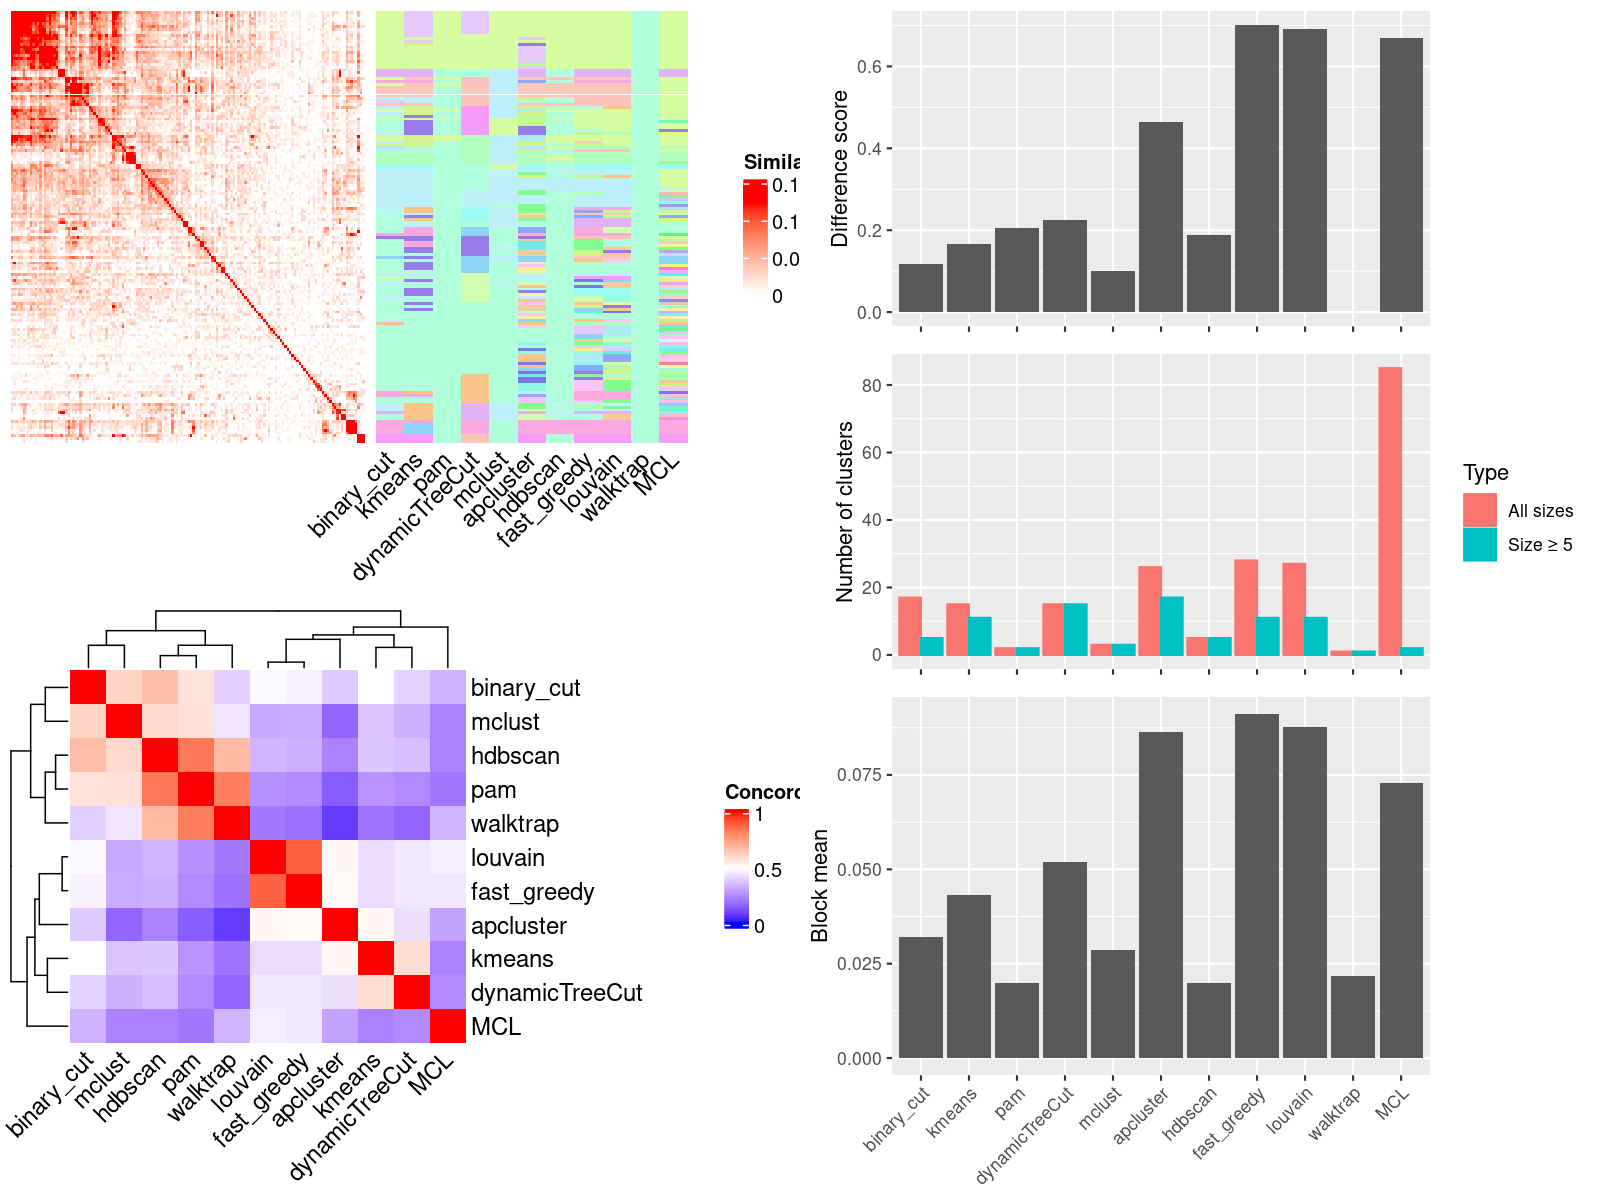 Simila
0.1
0.1
0.0
0
binary_cut
kmeans
pam
dynamicTreeCut
mclust
apcluster
hdbscan
fast_greedy
louvain
walktrap
MCL
Difference score
0.6
0.4
0.2
0.0
Number of clusters
80
60
40
20
0
Type
All sizes
Size ≥ 5
binary_cut
mclust
hdbscan
pam
walktrap
louvain
fast_greedy
apcluster
kmeans
dynamicTreeCut
MCL
binary_cut
mclust
hdbscan
pam
walktrap
louvain
fast_greedy
apcluster
kmeans
dynamicTreeCut
MCL
Concord
1
0.5
0
Block mean
0.075
0.050
0.025
0.000
binary_cut
kmeans
pam
dynamicTreeCut
mclust
apcluster
hdbscan
fast_greedy
louvain
walktrap
MCL